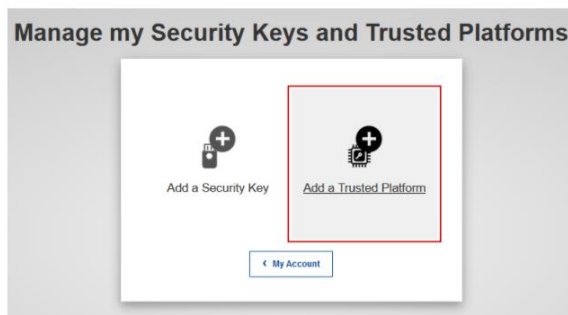 Manage my Security Keys and Trusted Platforms
Add a Security Key
Add a Trusted Platform
< My Account